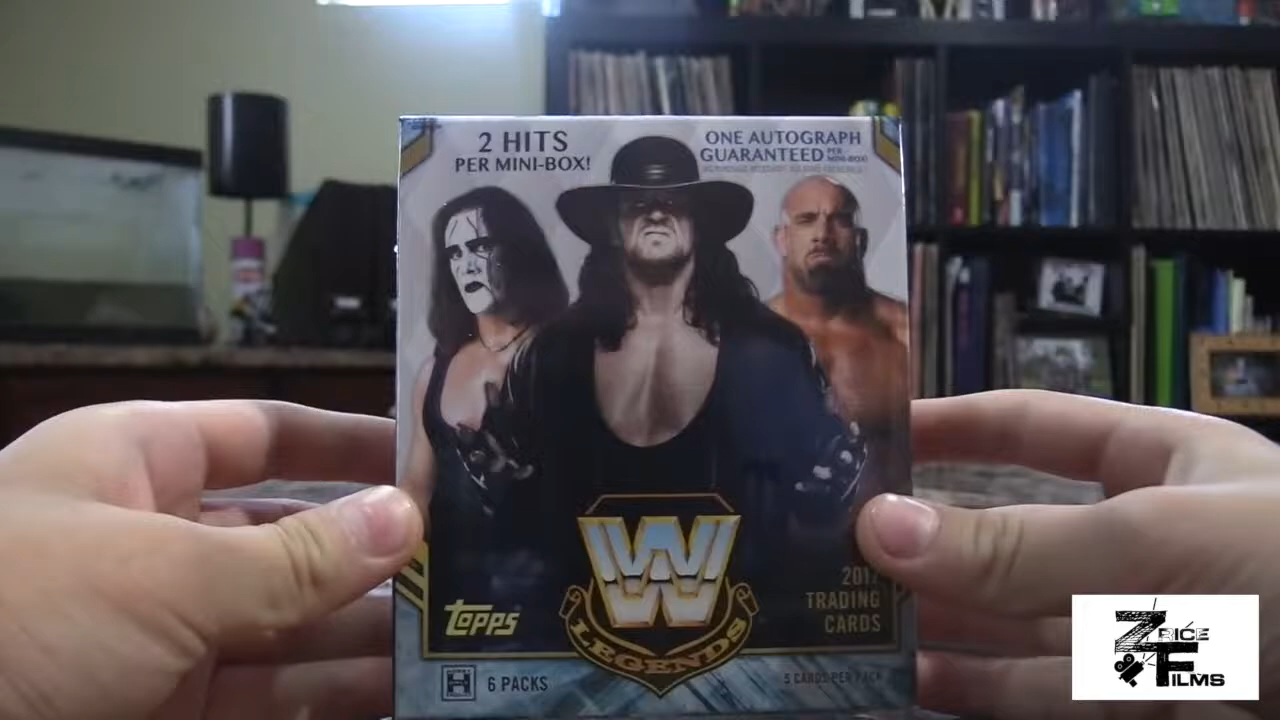 2 HITS
PER MINI-BOX!
ONE AUTOGRAPH
GUARANTEED PER MINI-BOX!
W
LEGENDS
2017
TRADING
CARDS
TOPPS
HOBBY
H
6 PACKS
5 CARDS PER PACK
Z RICE
FILMS